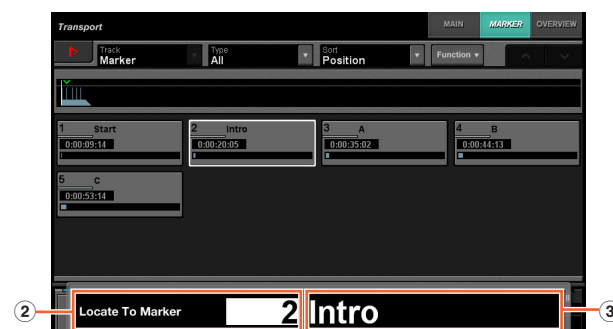 Transport
MAIN
MARKER
OVERVIEW
Track
Marker
Type
All
Sort
Position
Function
1 Start
0:00:09:14
2 Intro
0:00:20:05
3 A
0:00:35:02
4 B
0:00:44:13
5 C
0:00:53:14
2
Locate To Marker 2 Intro
3